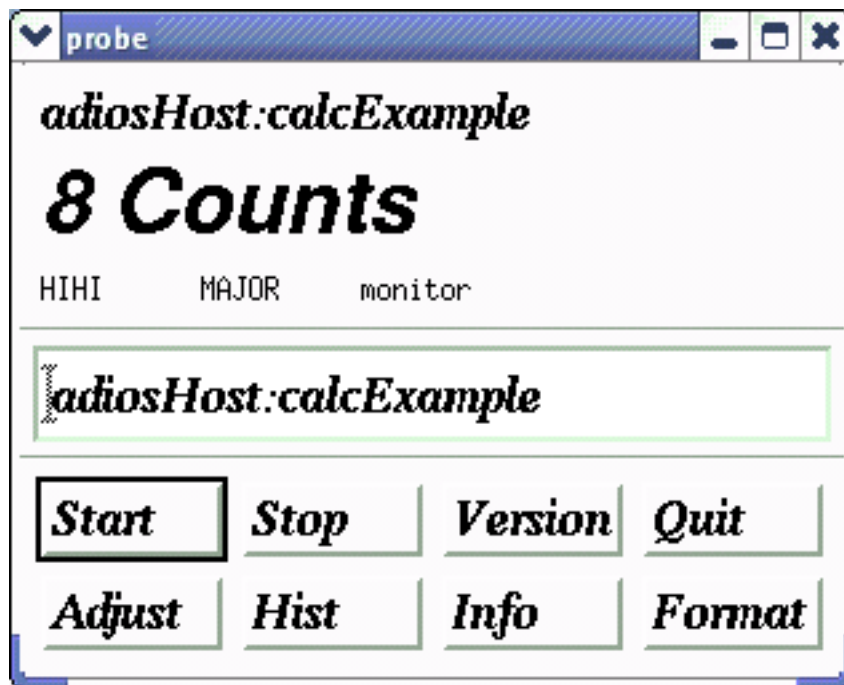 probe
adiosHost:calcExample
8 Counts
HIHI MAJOR monitor
adiosHost:calcExample
Start Stop Version Quit
Adjust Hist Info Format